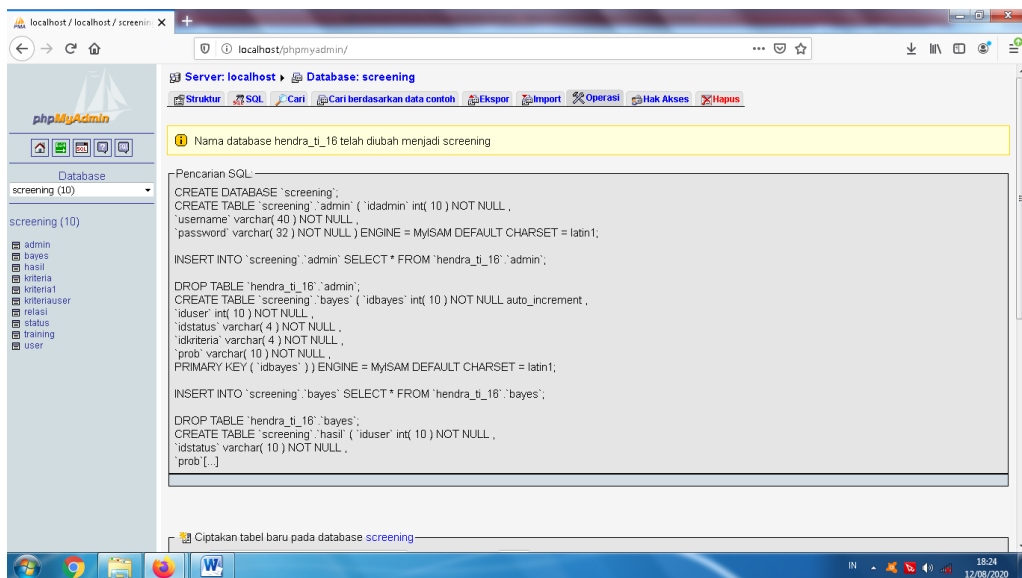 localhost / localhost / screenin
localhost/phpmyadmin/
phpMyAdmin
Database
screening (10)
screening (10)
admin
bayes
hasil
kriteria
kriteria1
kriteriauser
relasi
status
training
user
Server: localhost Database: screening
Struktur SQL Cari Cari berdasarkan data contoh Ekspor Import Operasi Hak Akses Hapus
Nama database hendra_ti_16 telah diubah menjadi screening
Pencarian SQL:
CREATE DATABASE `screening`;
CREATE TABLE `screening`.`admin` ( `idadmin` int( 10 ) NOT NULL ,
`username` varchar( 40 ) NOT NULL ,
`password` varchar( 32 ) NOT NULL ) ENGINE = MyISAM DEFAULT CHARSET = latin1;
INSERT INTO `screening`.`admin` SELECT * FROM `hendra_ti_16`.`admin`;
DROP TABLE `hendra_ti_16`.`admin`;
CREATE TABLE `screening`.`bayes` ( `idbayes` int( 10 ) NOT NULL auto_increment ,
`iduser` int( 10 ) NOT NULL ,
`idstatus` varchar( 4 ) NOT NULL ,
`idkriteria` varchar( 4 ) NOT NULL ,
`prob` varchar( 10 ) NOT NULL ,
PRIMARY KEY ( `idbayes` ) ) ENGINE = MyISAM DEFAULT CHARSET = latin1;
INSERT INTO `screening`.`bayes` SELECT * FROM `hendra_ti_16`.`bayes`;
DROP TABLE `hendra_ti_16`.`bayes`;
CREATE TABLE `screening`.`hasil` ( `iduser` int( 10 ) NOT NULL ,
`idstatus` varchar( 10 ) NOT NULL ,
`prob`[...]
Ciptakan tabel baru pada database screening
IN
18:24
12/08/2020